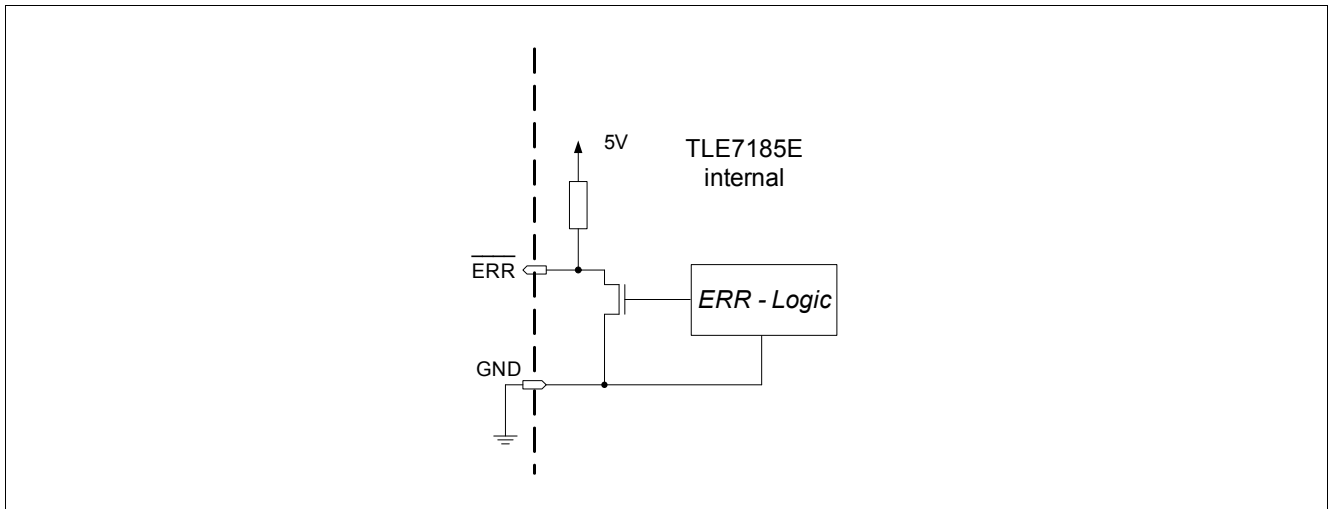 5V
TLE7185E
internal
ERR
ERR - Logic
GND